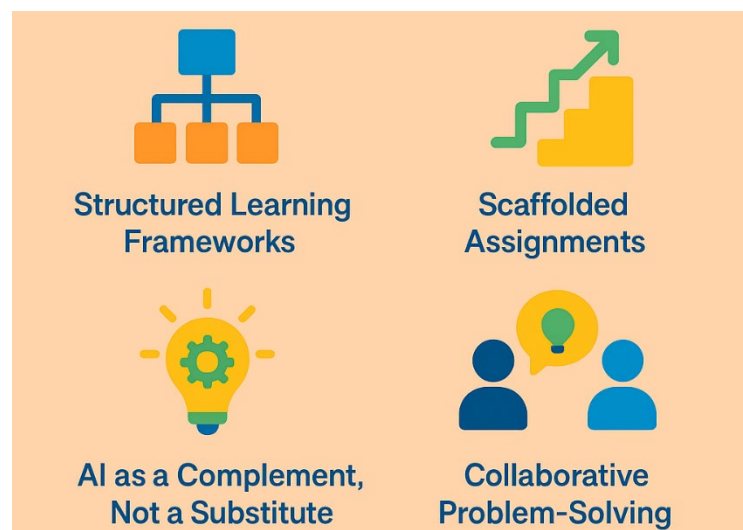 Structured Learning
Frameworks
Scaffolded
Assignments
AI as a Complement,
Not a Substitute
Collaborative
Problem-Solving